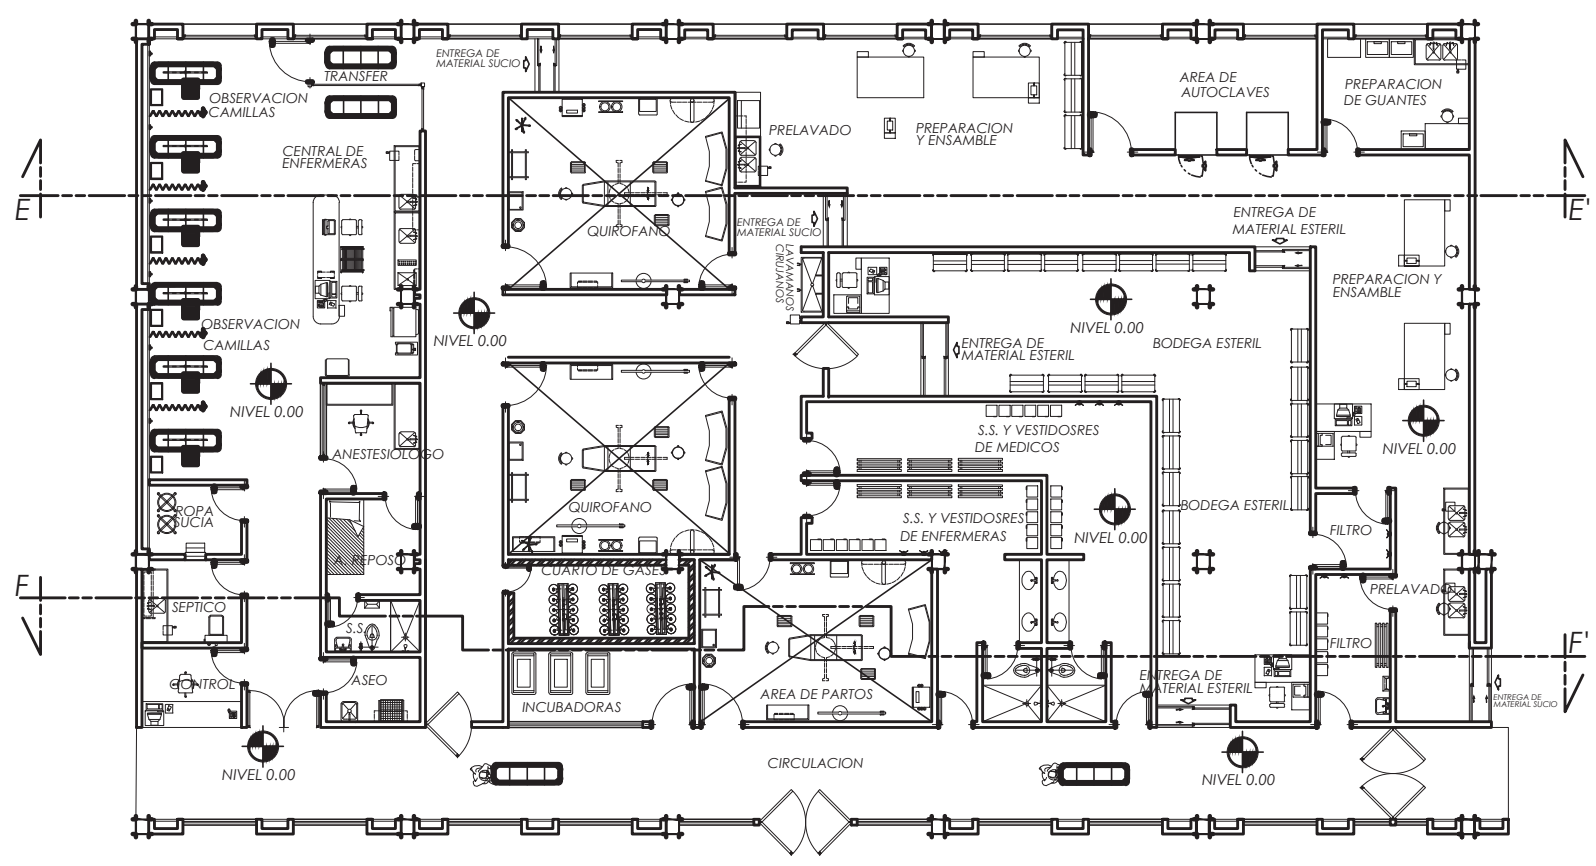 ENTREGA DE
MATERIAL SUCIO
TRANSFER
OBSERVACION
CAMILLAS
AREA DE
AUTOCLAVES
PREPARACION
DE GUANTES
PRELAVADO
PREPARACION
Y ENSAMBLE
CENTRAL DE
ENFERMERAS
E
E'
QUIROFANO
ENTREGA DE
MATERIAL SUCIO
ENTREGA DE
MATERIAL ESTERIL
LAVAMANOS
CIRUJANOS
PREPARACION Y
ENSAMBLE
OBSERVACION
CAMILLAS
NIVEL 0.00
NIVEL 0.00
BODEGA ESTERIL
ENTREGA DE
MATERIAL ESTERIL
NIVEL 0.00
S.S. Y VESTIDOSRES
DE MEDICOS
NIVEL 0.00
ANESTESIOLOGO
ROPA
SUCIA
QUIROFANO
S.S. Y VESTIDOSRES
DE ENFERMERAS
BODEGA ESTERIL
NIVEL 0.00
FILTRO
A. REPOSO
CUARTO DE GASES
F
PRELAVADO
SEPTICO
S.S.
FILTRO
F'
CONTROL
ASEO
INCUBADORAS
AREA DE PARTOS
ENTREGA DE
MATERIAL ESTERIL
ENTREGA DE
MATERIAL SUCIO
NIVEL 0.00
CIRCULACION
NIVEL 0.00